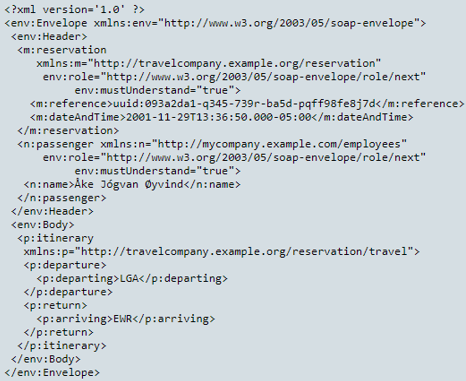 <?xml version='1.0' ?>
<env:Envelope xmlns:env="http://www.w3.org/2003/05/soap-envelope">
<env:Header>
<m:reservation
xmlns:m="http://travelcompany.example.org/reservation"
env:role="http://www.w3.org/2003/05/soap-envelope/role/next"
env:mustUnderstand="true">
<m:reference>uuid:093a2da1-q345-739r-ba5d-pqff98fe8j7d</m:reference>
<m:dateAndTime>2001-11-29T13:36:50.000-05:00</m:dateAndTime>
</m:reservation>
<n:passenger xmlns:n="http://mycompany.example.com/employees"
env:role="http://www.w3.org/2003/05/soap-envelope/role/next"
env:mustUnderstand="true">
<n:name>Åke Jógvan Øyvind</n:name>
</n:passenger>
</env:Header>
<env:Body>
<p:itinerary
xmlns:p="http://travelcompany.example.org/reservation/travel">
<p:departure>
<p:departing>LGA</p:departing>
</p:departure>
<p:return>
<p:arriving>EWR</p:arriving>
</p:return>
</p:itinerary>
</env:Body>
</env:Envelope>